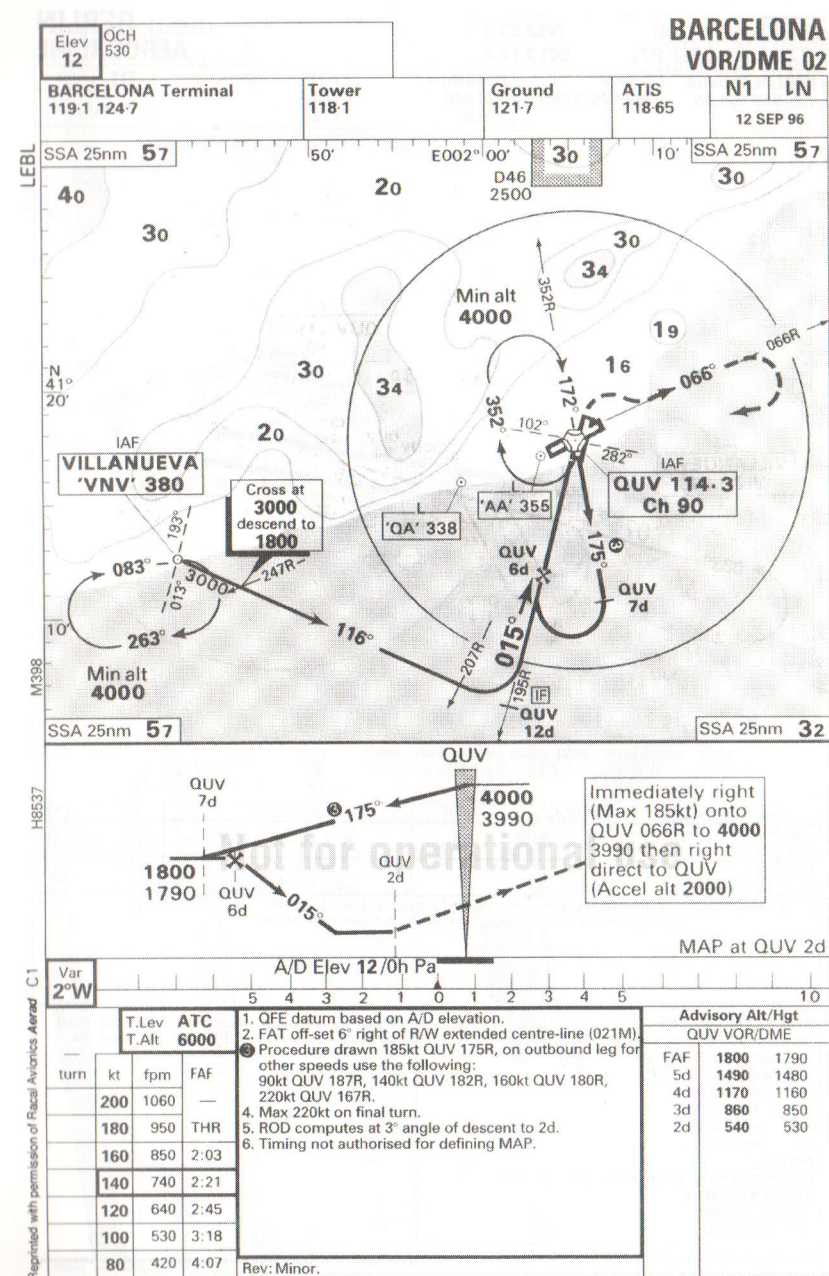 BARCELONA
VOR/DME 02
Elev
12
OCH
530
BARCELONA Terminal
119·1 124·7
Tower
118·1
Ground
121·7
ATIS
118·65
N1
12 SEP 96
LEBL
SSA 25nm 57
50'
E002° 00'
30
10'
SSA 25nm 57
D46
2500
40
30
20
30
30
34
352R
Min alt
4000
19
16
066R
066°
N
41°
20'
30
34
172°
352°
102°
282°
20
IAF
VILLANUEVA
'VNV' 380
Cross at
3000
descend to
1800
L
'QA' 338
L
'AA' 355
IAF
QUV 114·3
Ch 90
193°
083°
013°
3000
247R
263°
116°
QUV
6d
175°
3
QUV
7d
10'
Min alt
4000
015°
207R
195R
IF
QUV
12d
M398
SSA 25nm 57
SSA 25nm 32
QUV
H8537
QUV
7d
3
175°
4000
3990
Immediately right
(Max 185kt) onto
QUV 066R to 4000
3990 then right
direct to QUV
(Accel alt 2000)
Not for operational use
1800
1790
QUV
6d
015°
QUV
2d
MAP at QUV 2d
Var
2°W
A/D Elev 12/0h Pa
5 4 3 2 1 0 1 2 3 4 5 10
T.Lev ATC
T.Alt 6000
turn kt fpm FAF
200 1060 —
180 950 THR
160 850 2:03
140 740 2:21
120 640 2:45
100 530 3:18
80 420 4:07
1. QFE datum based on A/D elevation.
2. FAT off-set 6° right of R/W extended centre-line (021M).
3 Procedure drawn 185kt QUV 175R, on outbound leg for
other speeds use the following:
90kt QUV 187R, 140kt QUV 182R, 160kt QUV 180R,
220kt QUV 167R.
4. Max 220kt on final turn.
5. ROD computes at 3° angle of descent to 2d.
6. Timing not authorised for defining MAP.
Rev: Minor.
Advisory Alt/Hgt
QUV VOR/DME
FAF 1800 1790
5d 1490 1480
4d 1170 1160
3d 860 850
2d 540 530
Reprinted with permission of Racal Avionics Aerad C1